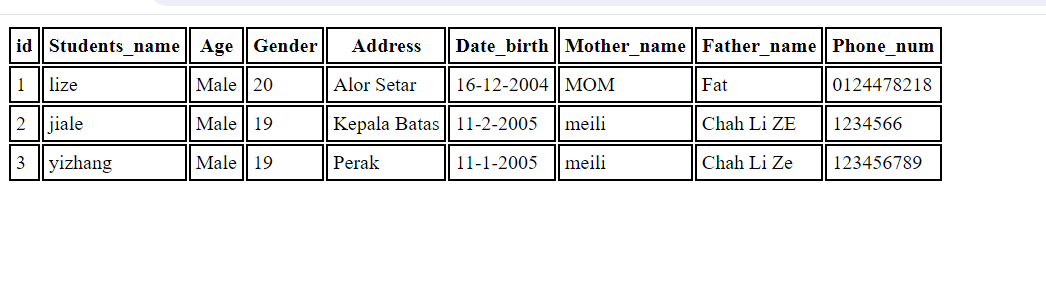 id Students_name Age Gender Address Date_birth Mother_name Father_name Phone_num
1 lize Male 20 Alor Setar 16-12-2004 MOM Fat 0124478218
2 jiale Male 19 Kepala Batas 11-2-2005 meili Chah Li ZE 1234566
3 yizhang Male 19 Perak 11-1-2005 meili Chah Li Ze 123456789